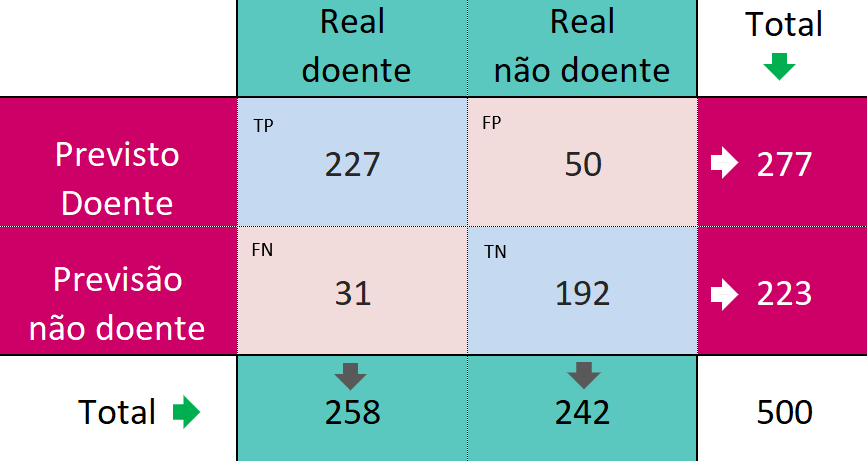 Real doente
Real não doente
Total
Previsto Doente
TP
227
FP
50
277
Previsão não doente
FN
31
TN
192
223
Total
258
242
500